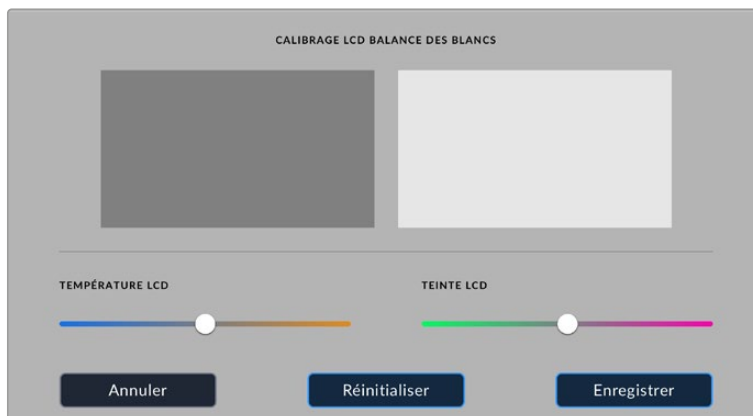 CALIBRAGE LCD BALANCE DES BLANCS
TEMPÉRATURE LCD
TEINTE LCD
Annuler
Réinitialiser
Enregistrer